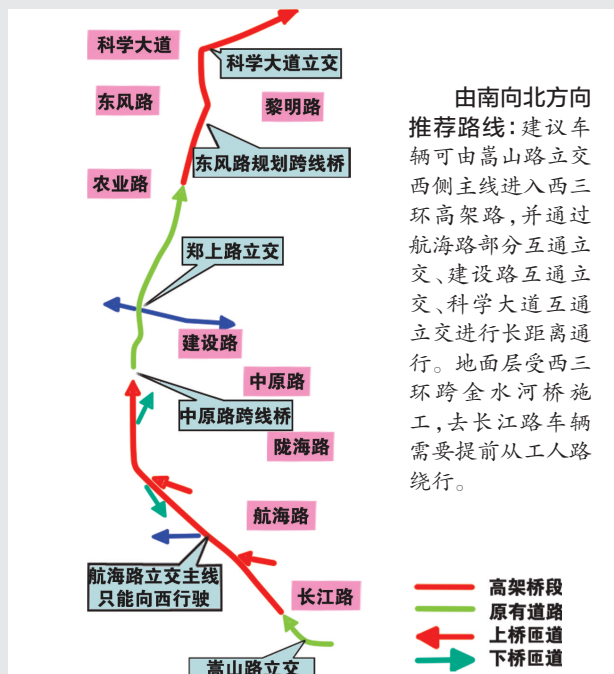 科学大道
科学大道立交
东风路
黎明路
东风路规划跨线桥
农业路
郑上路立交
建设路
中原路
中原路跨线桥
陇海路
航海路
航海路立交主线
只能向西行驶
长江路
嵩山路立交
由南向北方向
推荐路线:建议车
辆可由嵩山路立交
西侧主线进入西三
环高架路,并通过
航海路部分互通立
交、建设路互通立
交、科学大道互通
立交进行长距离通
行。地面层受西三
环跨金水河桥施
工,去长江路车辆
需要提前从工人路
绕行。
高架桥段
原有道路
上桥匝道
下桥匝道